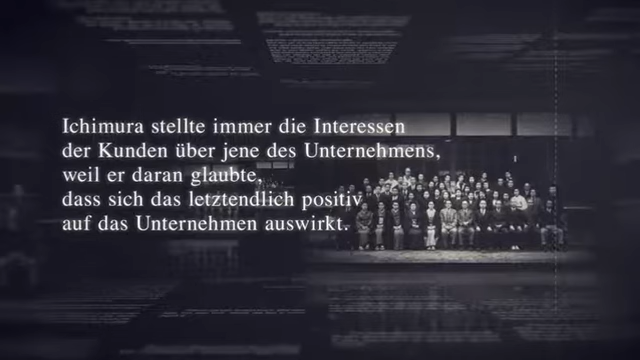 Ichimura stellte immer die Interessen
der Kunden über jene des Unternehmens,
weil er daran glaubte,
dass sich das letztendlich positiv
auf das Unternehmen auswirkt.